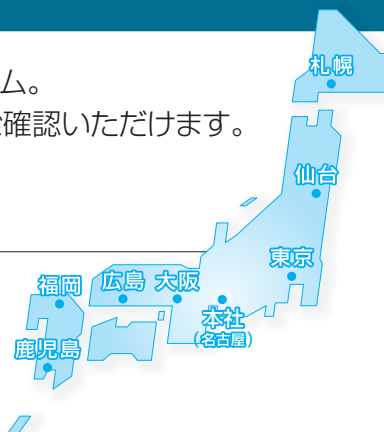 ム。
確認いただけます。
札幌
仙台
東京
福岡
広島 大阪
本社
(名古屋)
鹿児島